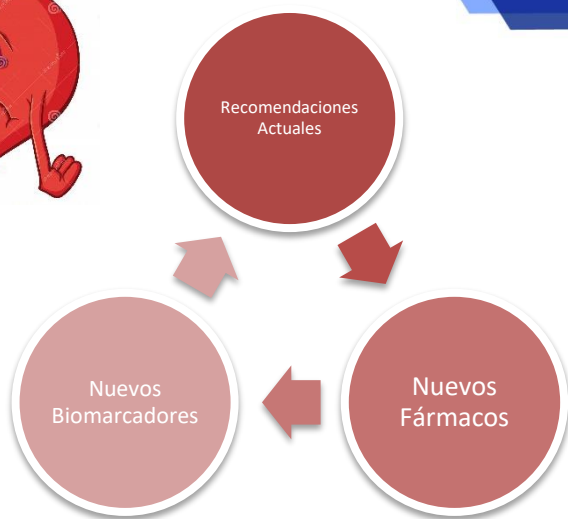 Recomendaciones
Actuales
Nuevos
Biomarcadores
Nuevos
Fármacos